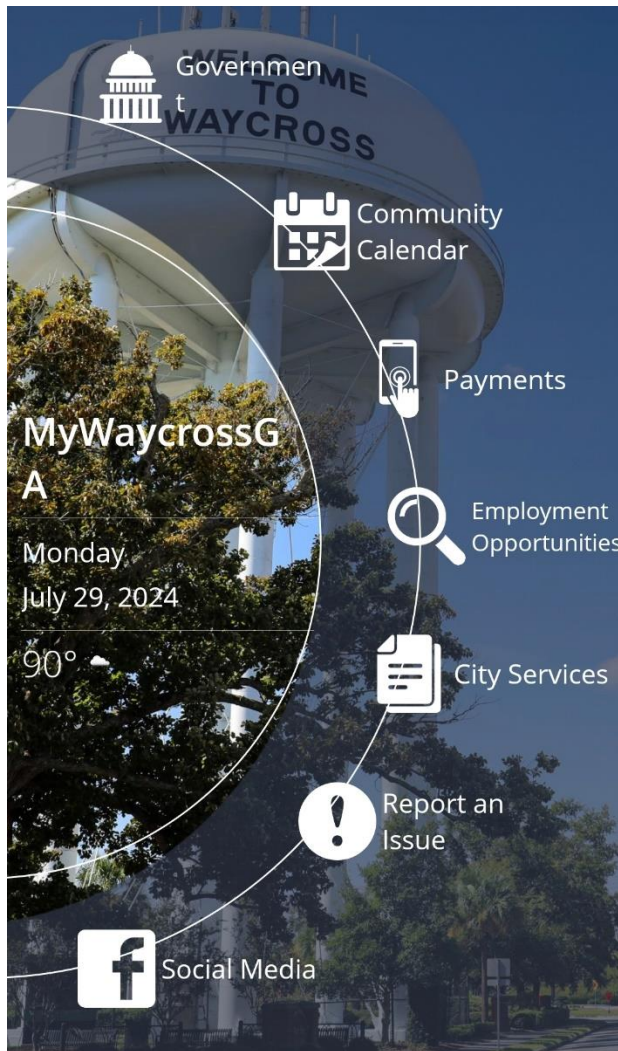 WELCOME
TO
WAYCROSS
Governmen
t
Community
Calendar
Payments
MyWaycrossG
A
Employment
Opportunities
Monday
July 29, 2024
90°
City Services
Report an
Issue
Social Media